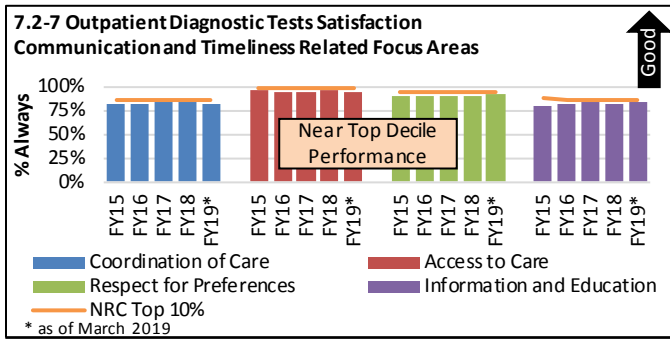 7.2-7 Outpatient Diagnostic Tests Satisfaction
Communication and Timeliness Related Focus Areas
Good
% Always
100%
75%
50%
25%
0%
Near Top Decile
Performance
FY15 FY16 FY17 FY18 FY19* FY15 FY16 FY17 FY18 FY19* FY15 FY16 FY17 FY18 FY19* FY15 FY16 FY17 FY18 FY19*
Coordination of Care Access to Care
Respect for Preferences Information and Education
NRC Top 10%
* as of March 2019